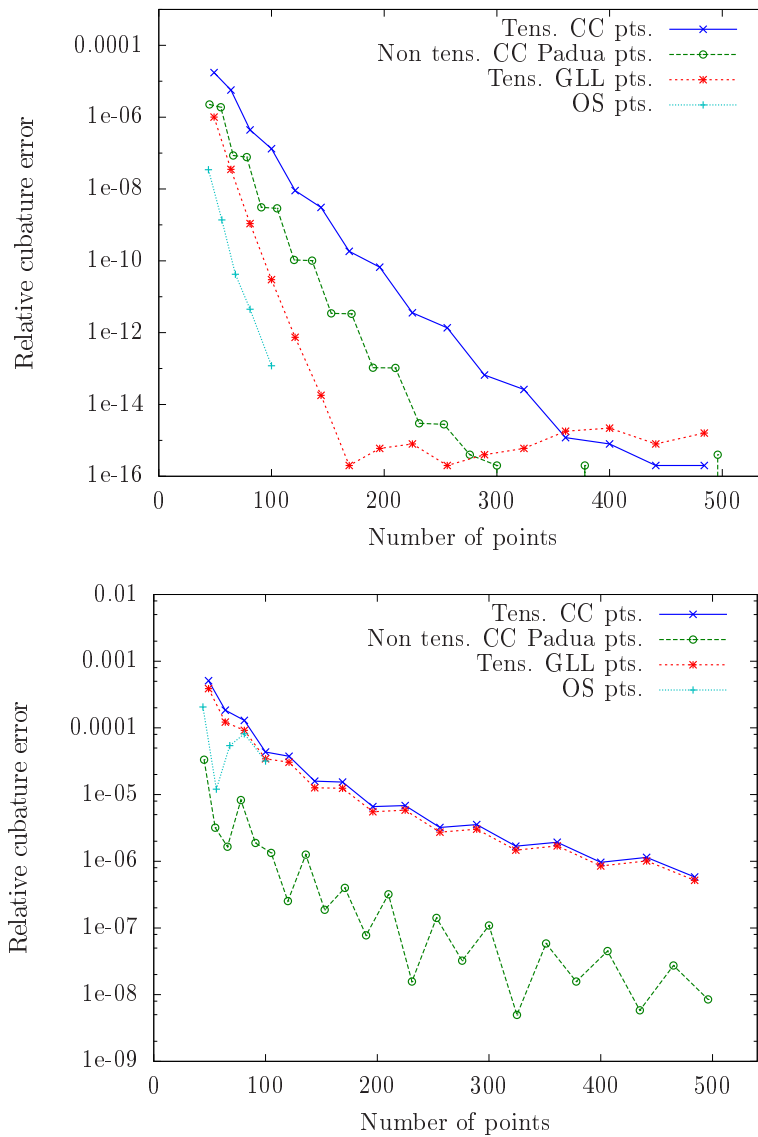 Tens. CC pts.
Non tens. CC Padua pts.
Tens. GLL pts.
OS pts.
Relative cubature error
0.0001
1e-06
1e-08
1e-10
1e-12
1e-14
1e-16
0 100 200 300 400 500
Number of points
Tens. CC pts.
Non tens. CC Padua pts.
Tens. GLL pts.
OS pts.
Relative cubature error
0.01
0.001
0.0001
1e-05
1e-06
1e-07
1e-08
1e-09
0 100 200 300 400 500
Number of points